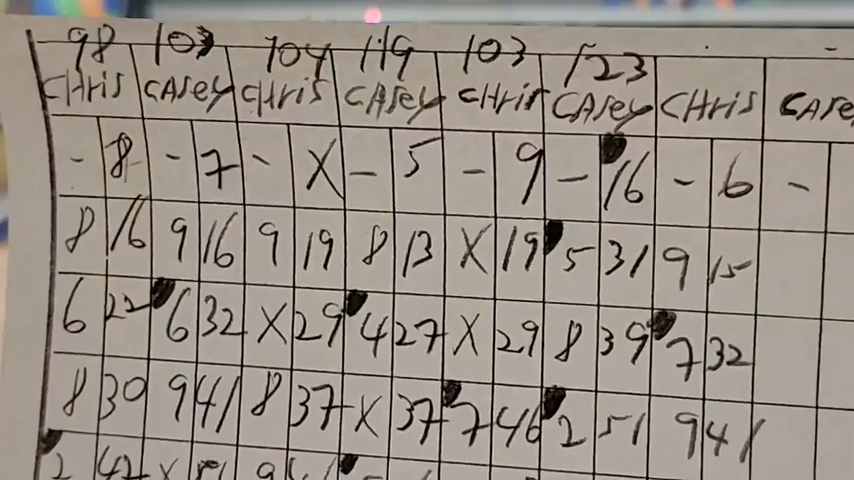 98 103 104 119 103 123
CHris CAsey CHris CAsey CHris CAsey CHris CAse
- 8 - 7 - X - 5 - 9 - 16 - 6 -
8 16 9 16 9 19 8 13 X 19 5 31 9 15
6 22 6 32 X 29 4 27 X 29 8 39 7 32
8 30 9 41 8 37 X 37 7 46 2 51 9 41
2 42 X